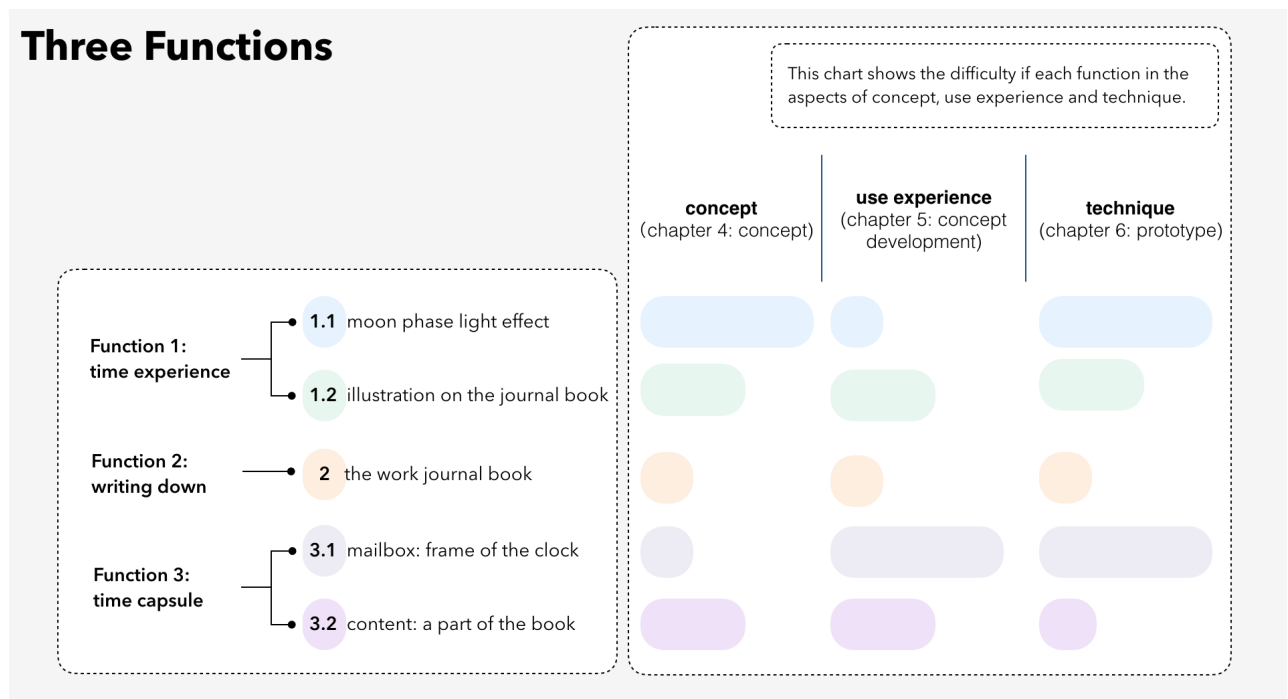 Three Functions
This chart shows the difficulty if each function in the
aspects of concept, use experience and technique.
concept
(chapter 4: concept)
use experience
(chapter 5: concept
development)
technique
(chapter 6: prototype)
Function 1:
time experience
1.1 moon phase light effect
1.2 illustration on the journal book
Function 2:
writing down
2 the work journal book
Function 3:
time capsule
3.1 mailbox: frame of the clock
3.2 content: a part of the book